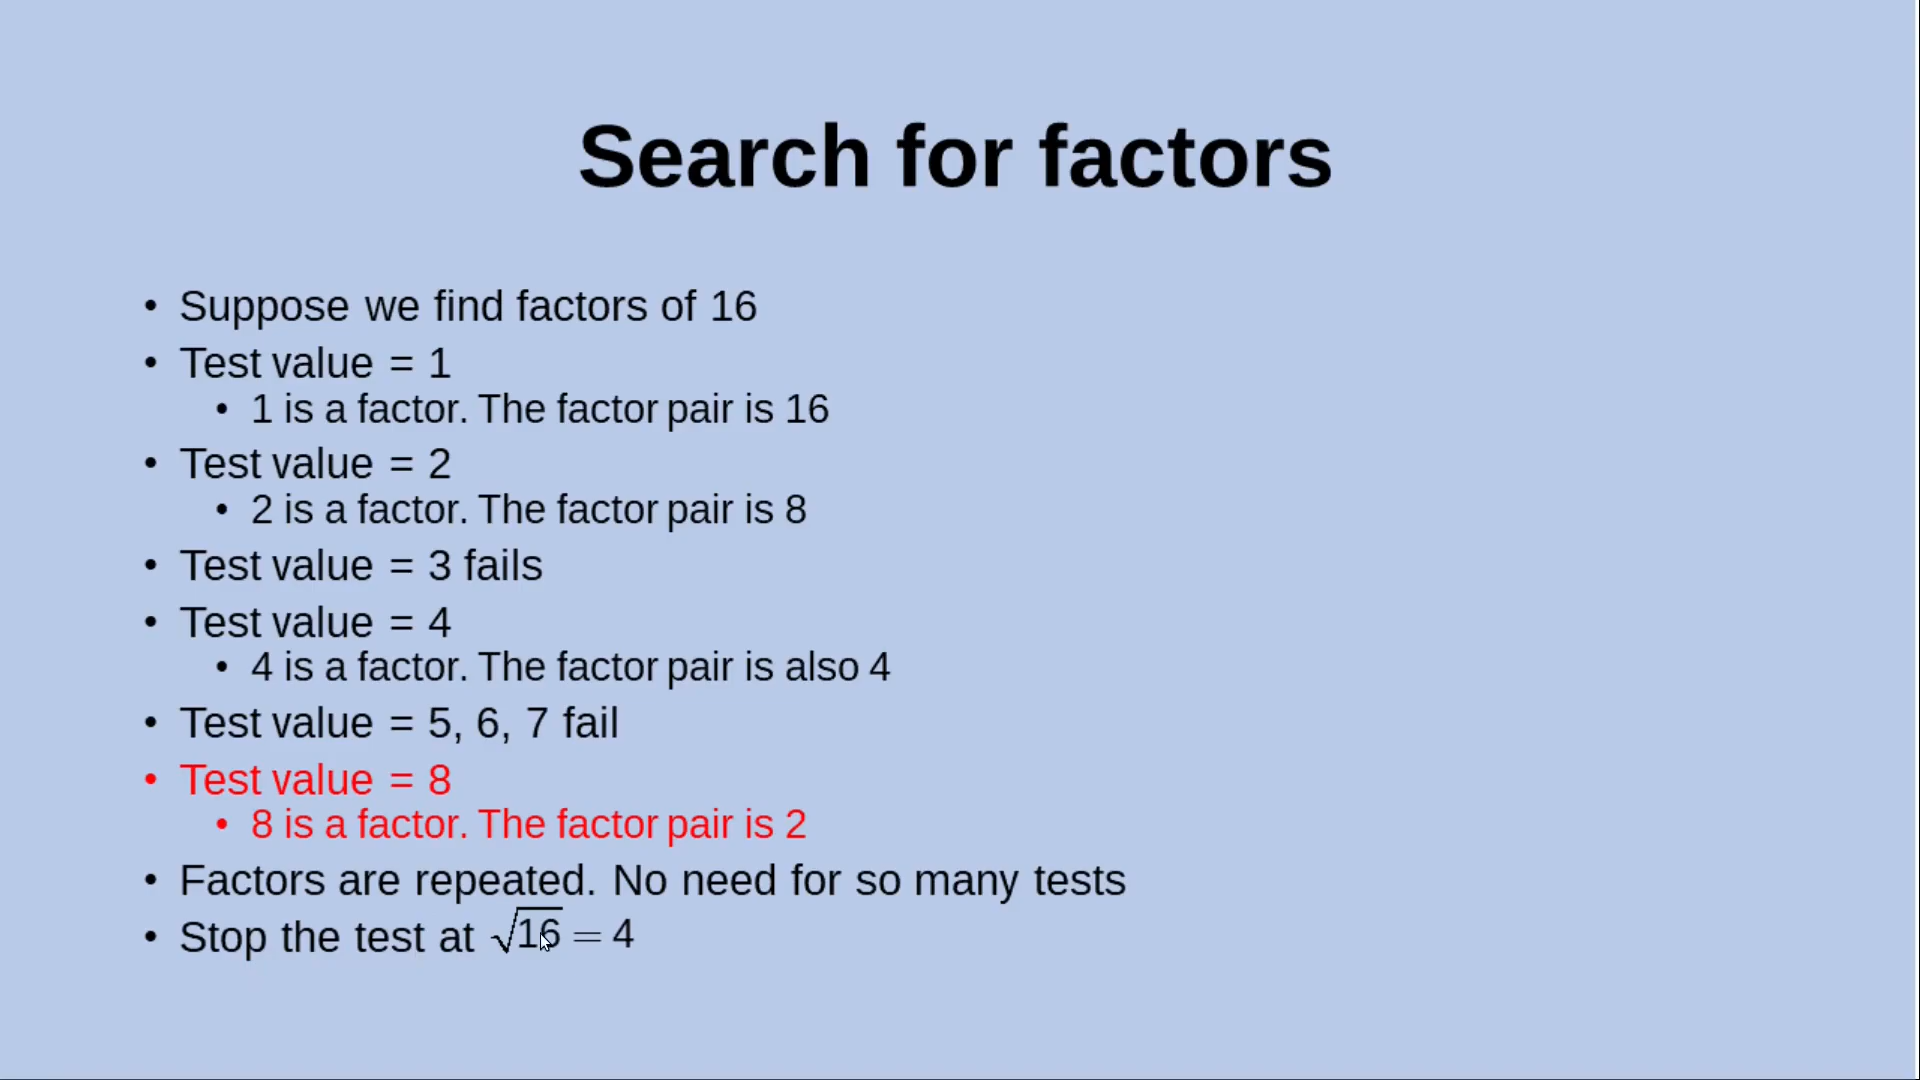 Search for factors
• Suppose we find factors of 16
• Test value = 1
• 1 is a factor. The factor pair is 16
• Test value = 2
• 2 is a factor. The factor pair is 8
• Test value = 3 fails
• Test value = 4
• 4 is a factor. The factor pair is also 4
• Test value = 5, 6, 7 fail
• Test value = 8
• 8 is a factor. The factor pair is 2
• Factors are repeated. No need for so many tests
• Stop the test at √16 = 4